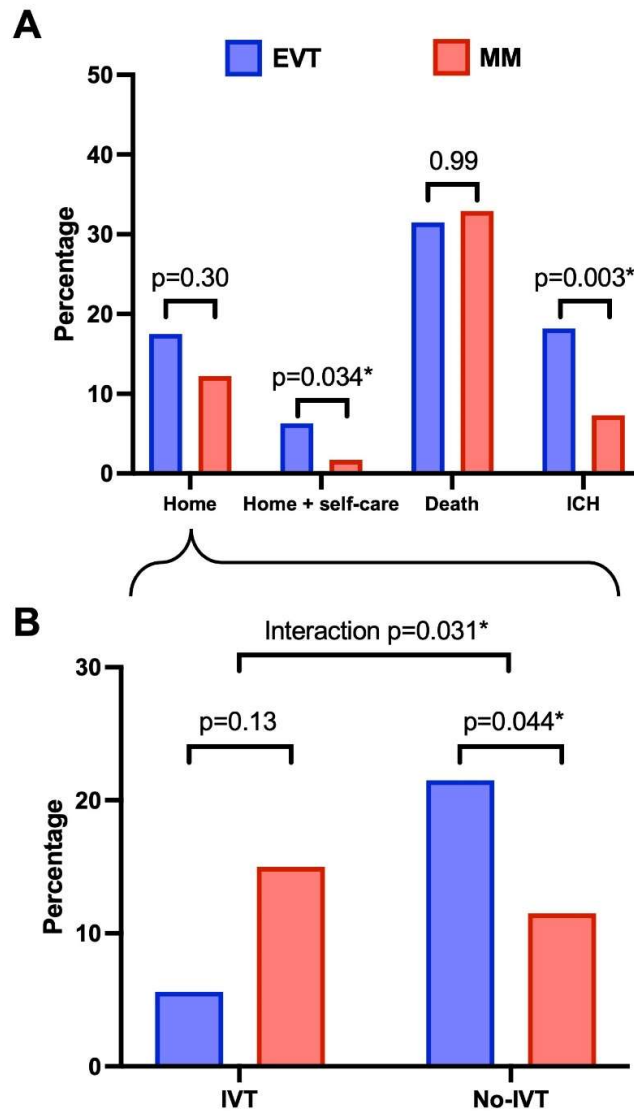 A
EVT MM
50
40
30
20
10
0
Percentage
p=0.30
p=0.034*
0.99
p=0.003*
Home Home + self-care Death ICH
B
Interaction p=0.031*
30
20
10
0
Percentage
p=0.13
p=0.044*
IVT No-IVT